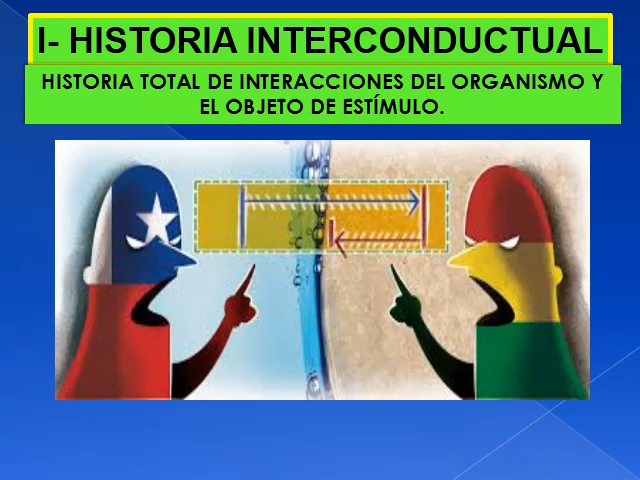 I- HISTORIA INTERCONDUCTUAL
HISTORIA TOTAL DE INTERACCIONES DEL ORGANISMO Y
EL OBJETO DE ESTÍMULO.